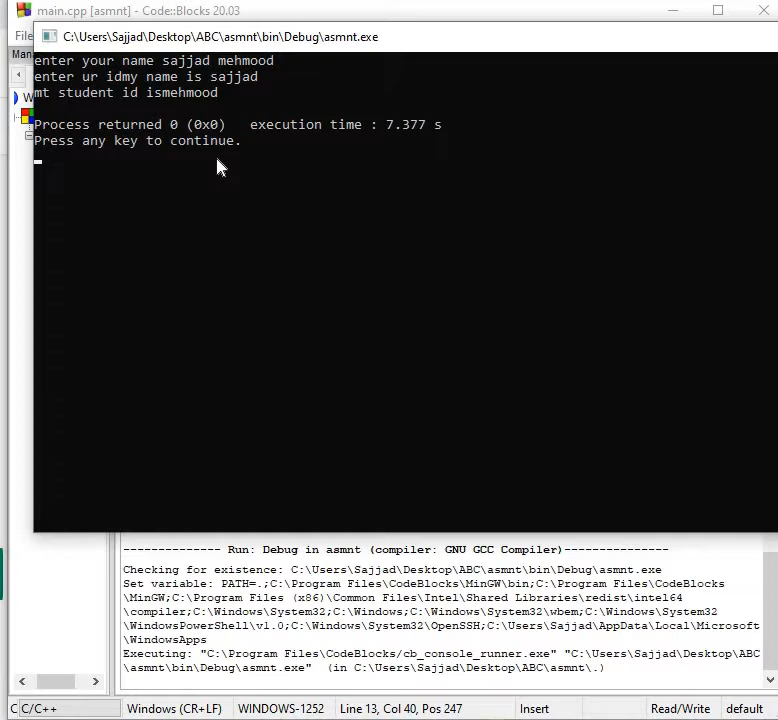 main.cpp [asmnt] - Code::Blocks 20.03
File
C:\Users\Sajjad\Desktop\ABC\asmnt\bin\Debug\asmnt.exe
enter your name sajjad mehmood
enter ur idmy name is sajjad
mt student id ismehmood
Process returned 0 (0x0)   execution time : 7.377 s
Press any key to continue.
-------------- Run: Debug in asmnt (compiler: GNU GCC Compiler)---------------
Checking for existence: C:\Users\Sajjad\Desktop\ABC\asmnt\bin\Debug\asmnt.exe
Set variable: PATH=.;C:\Program Files\CodeBlocks\MinGW\bin;C:\Program Files\CodeBlocks
\MinGW;C:\Program Files (x86)\Common Files\Intel\Shared Libraries\redist\intel64
\compiler;C:\Windows\System32;C:\Windows;C:\Windows\System32\wbem;C:\Windows\System32
\WindowsPowerShell\v1.0;C:\Windows\System32\OpenSSH;C:\Users\Sajjad\AppData\Local\Microsoft
\WindowsApps
Executing: "C:\Program Files\CodeBlocks/cb_console_runner.exe" "C:\Users\Sajjad\Desktop\ABC
\asmnt\bin\Debug\asmnt.exe"  (in C:\Users\Sajjad\Desktop\ABC\asmnt\.)
C C/C++ Windows (CR+LF) WINDOWS-1252 Line 13, Col 40, Pos 247 Insert Read/Write default